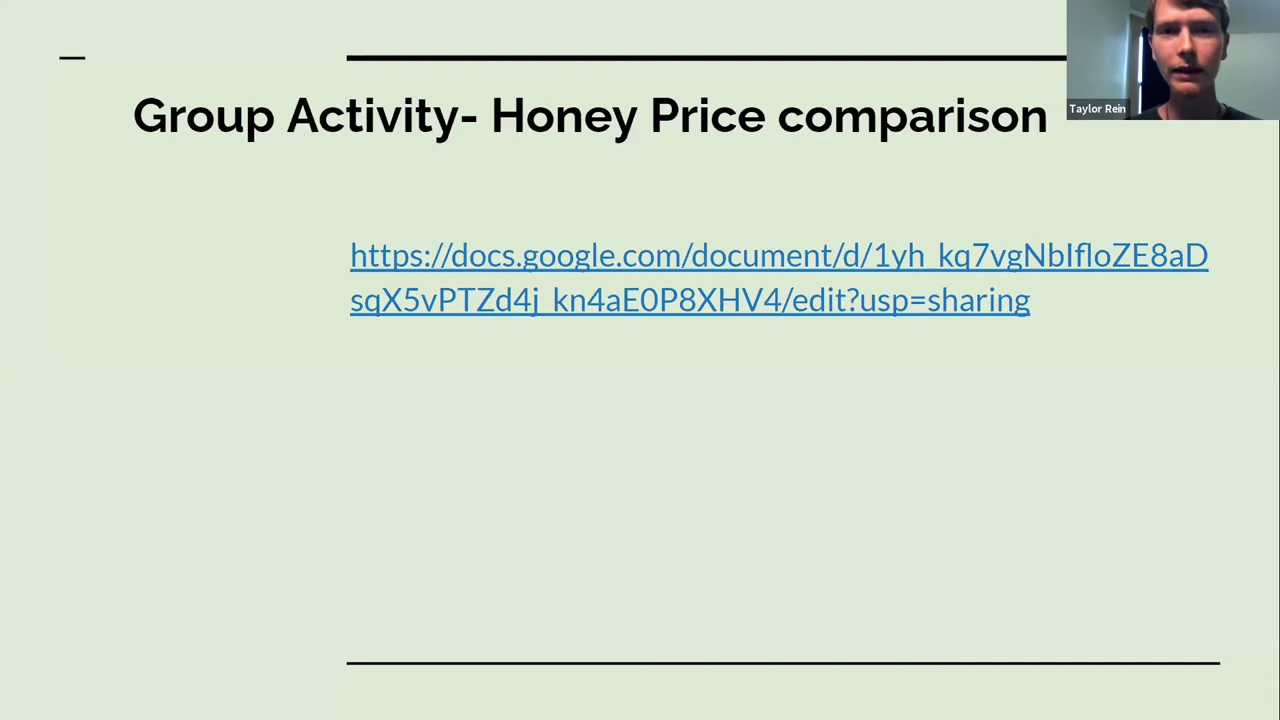 Group Activity- Honey Price comparison
Taylor Rein
https://docs.google.com/document/d/1yh_kq7vgNbIfloZE8aD
sqX5vPTZd4j_kn4aE0P8XHV4/edit?usp=sharing